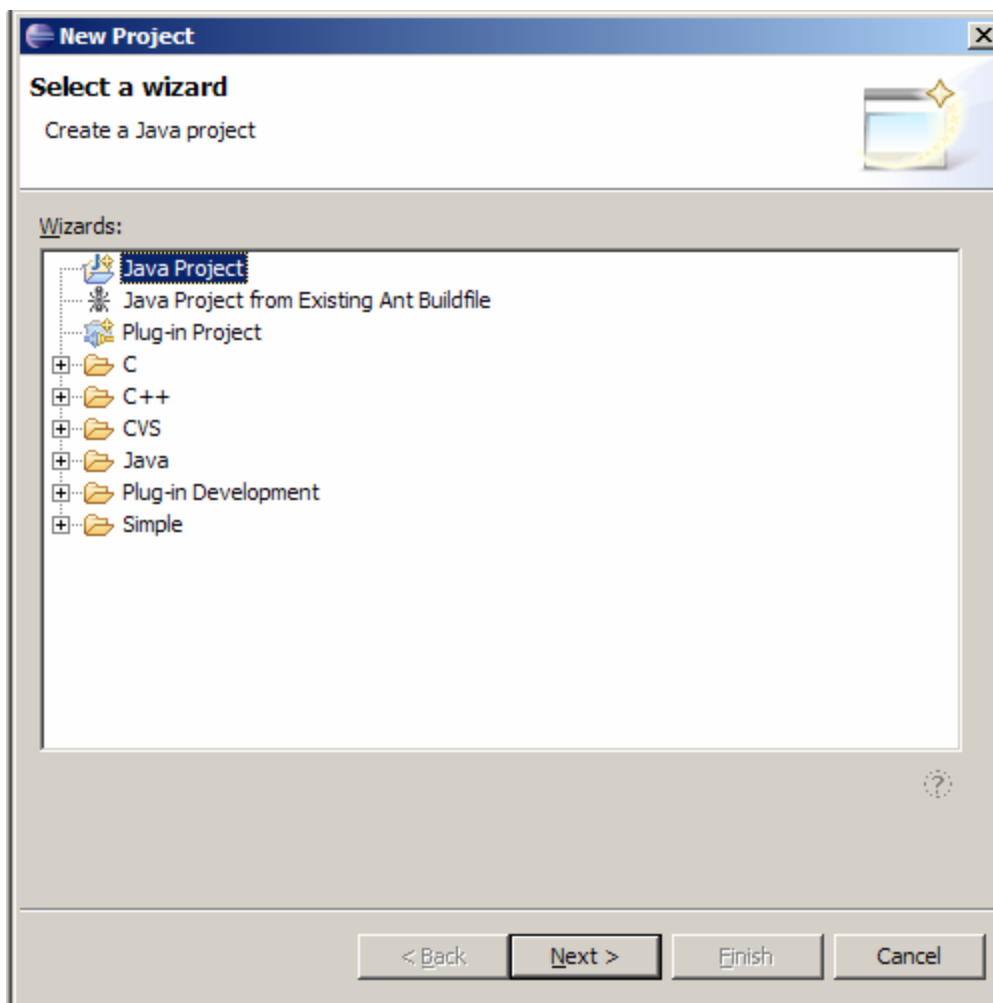 New Project
Select a wizard
Create a Java project
Wizards:
Java Project
Java Project from Existing Ant Buildfile
Plug-in Project
C
C++
CVS
Java
Plug-in Development
Simple
?
< Back Next > Finish Cancel